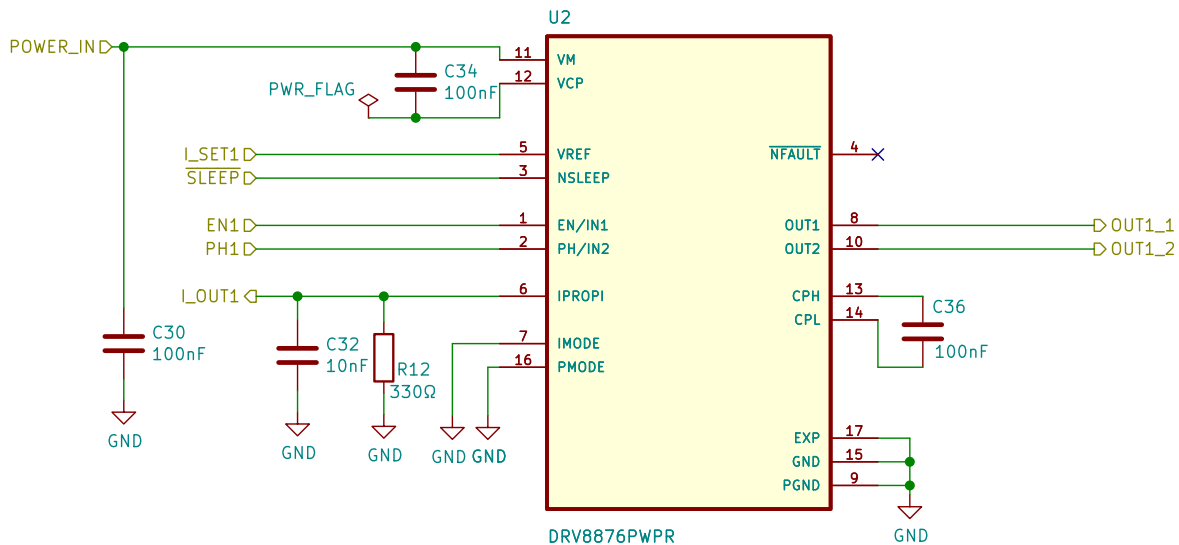 U2
POWER_IN
11 VM
C34
12 VCP
PWR_FLAG
100nF
I_SET1 5 VREF
NFAULT 4
SLEEP 3 NSLEEP
EN1 1 EN/IN1
OUT1 8 OUT1_1
PH1 2 PH/IN2
OUT2 10 OUT1_2
I_OUT1 6 IPROPI
CPH 13
C36
CPL 14
C30
100nF
C32
10nF
R12
330Ω
7 IMODE
16 PMODE
100nF
GND
GND
GND
GND
GND
EXP 17
GND 15
PGND 9
GND
DRV8876PWPR